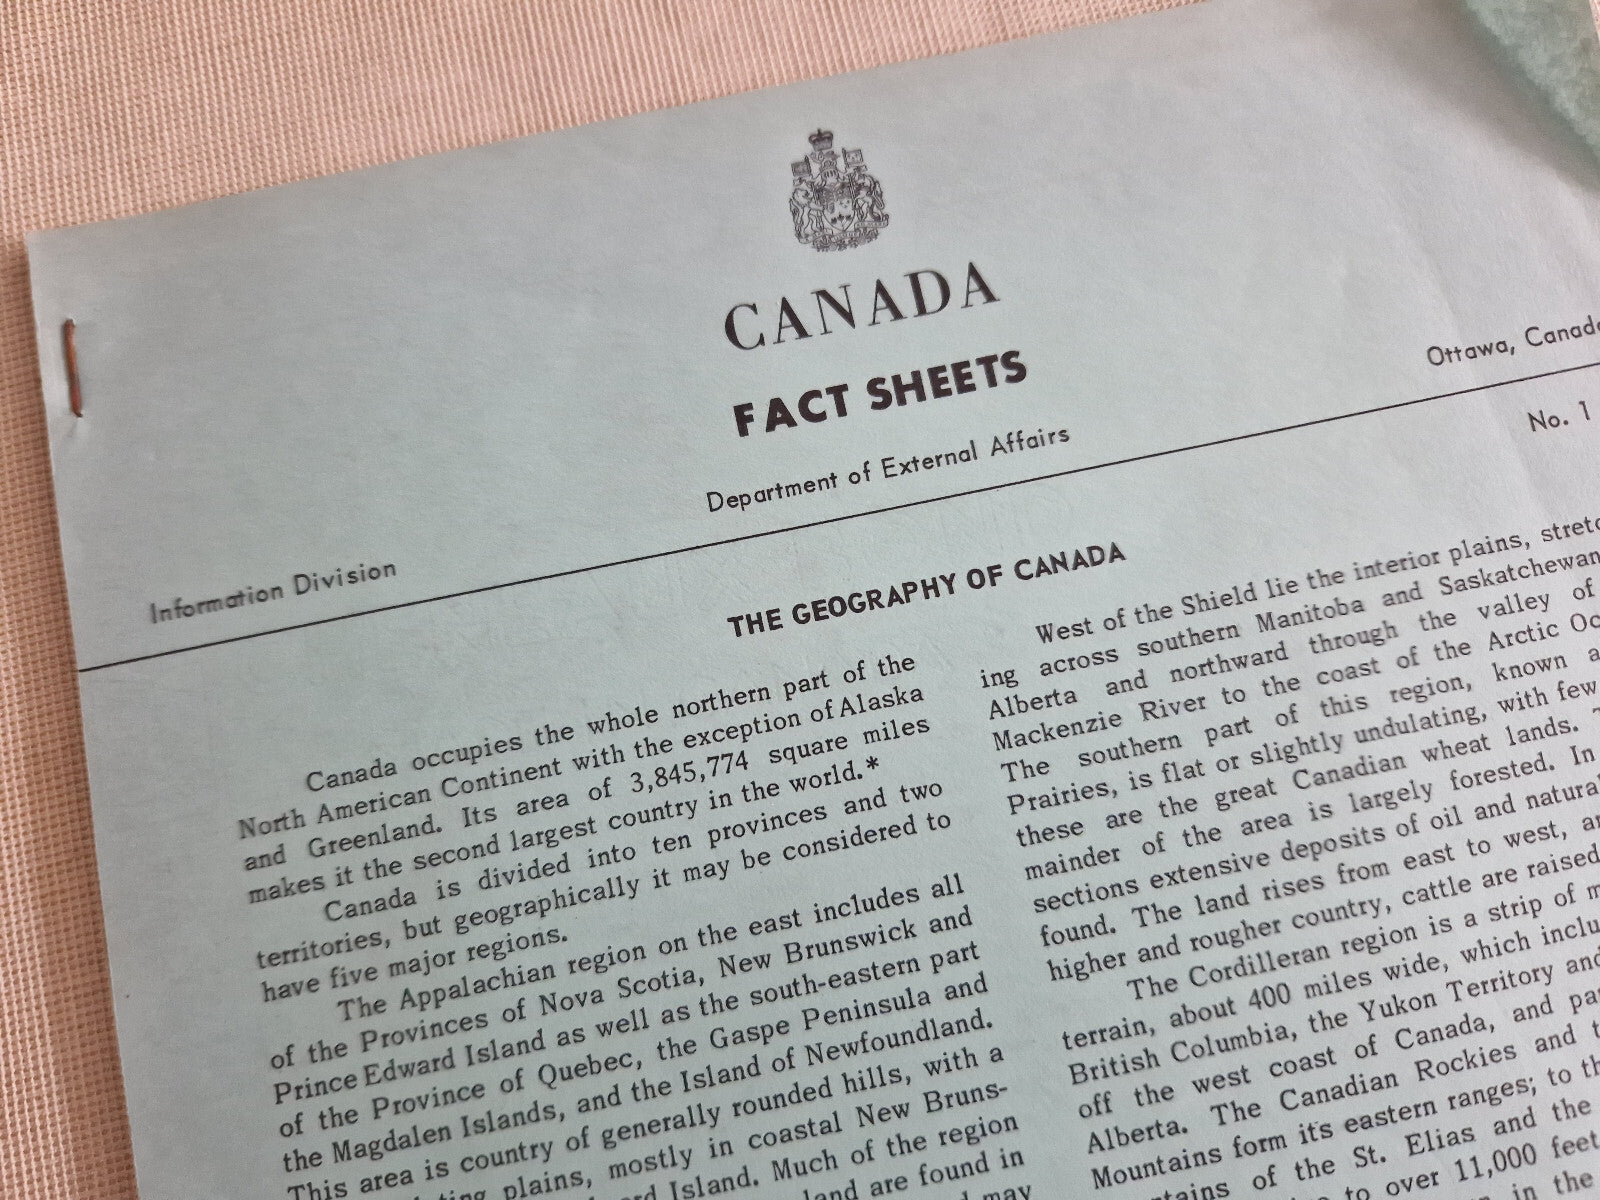 CANADA
FACT SHEETS
Department of External Affairs
Ottawa, Canada
Information Division
No. 1
THE GEOGRAPHY OF CANADA
Canada occupies the whole northern part of the
North American Continent with the exception of Alaska
and Greenland. Its area of 3,845,774 square miles
makes it the second largest country in the world.*
Canada is divided into ten provinces and two
territories, but geographically it may be considered to
have five major regions.
The Appalachian region on the east includes all
of the Provinces of Nova Scotia, New Brunswick and
Prince Edward Island as well as the south-eastern part
of the Province of Quebec, the Gaspe Peninsula and
the Magdalen Islands, and the Island of Newfoundland.
This area is country of generally rounded hills, with a
plains, mostly in coastal New Bruns-
Island. Much of the region
land are found in
may
West of the Shield lie the interior plains, stretc
ing across southern Manitoba and Saskatchewan
Alberta and northward through the valley of
Mackenzie River to the coast of the Arctic Oc
The southern part of this region, known a
Prairies, is flat or slightly undulating, with few
these are the great Canadian wheat lands. T
mainder of the area is largely forested. In
sections extensive deposits of oil and natural
found. The land rises from east to west, an
higher and rougher country, cattle are raised
The Cordilleran region is a strip of m
terrain, about 400 miles wide, which inclu
British Columbia, the Yukon Territory and
off the west coast of Canada, and pa
Alberta. The Canadian Rockies and t
Mountains form its eastern ranges; to th
tains of the St. Elias and the
to over 11,000 feet
in the